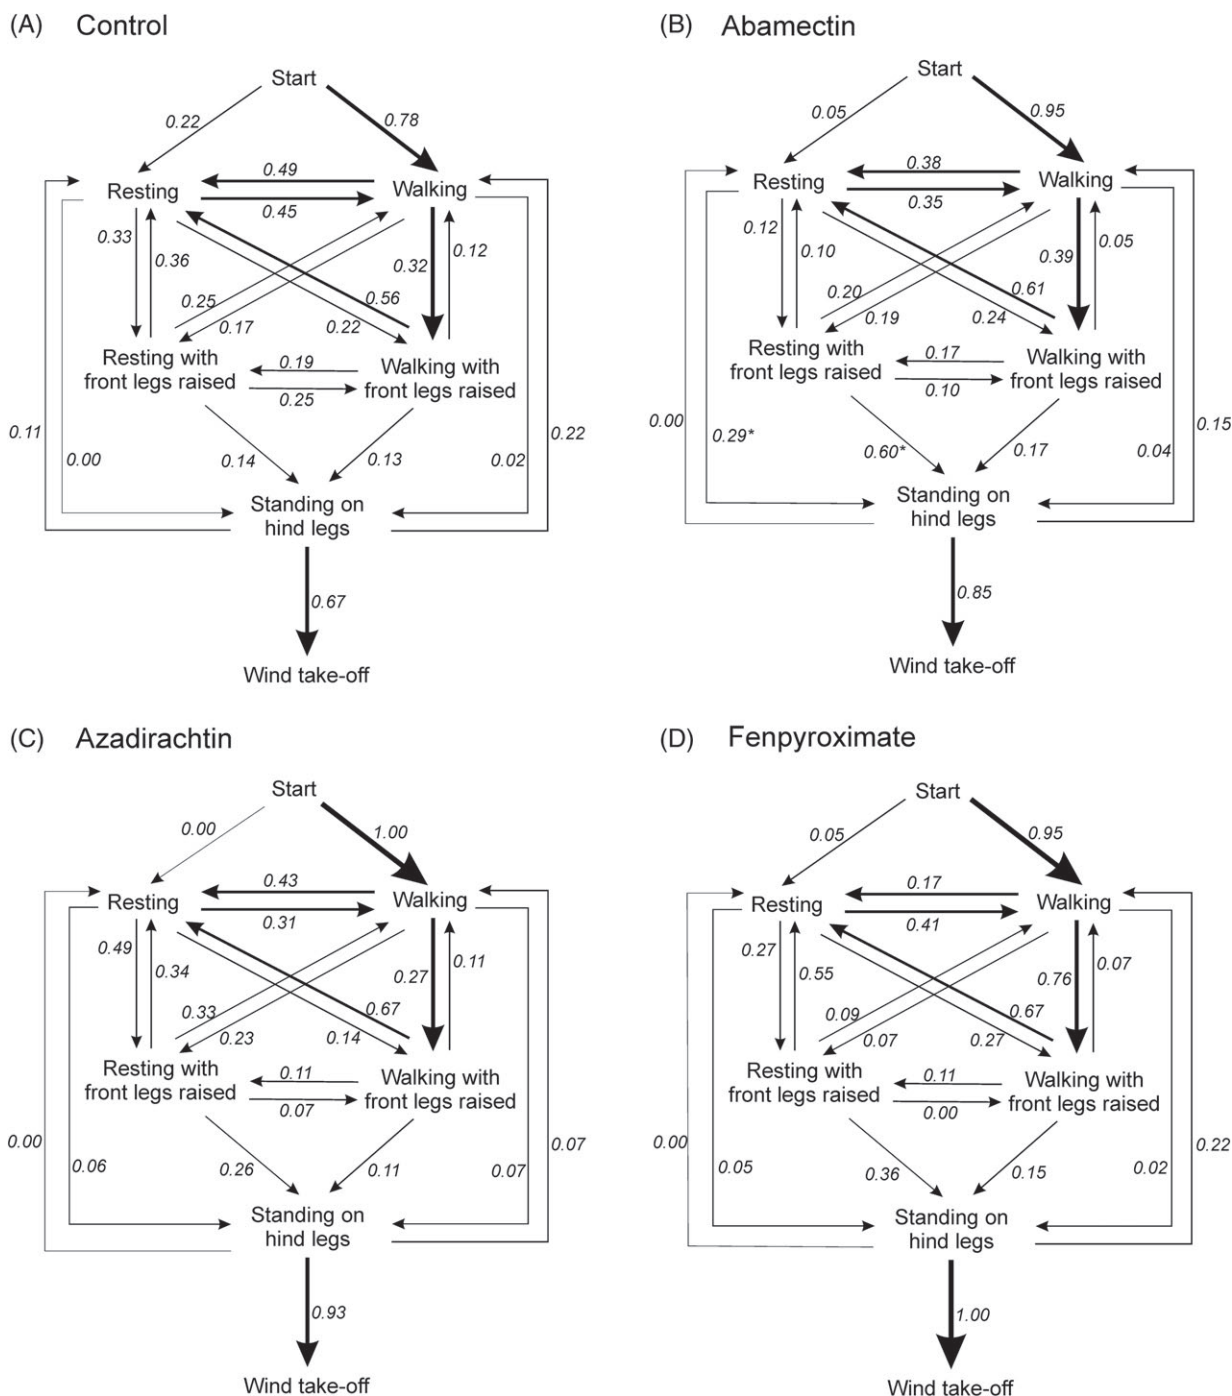 (A) Control
Start
0.22
0.78
Resting
0.49
0.45
Walking
0.33
0.36
0.32
0.12
0.25
0.17
0.56
0.22
Resting with
front legs raised
0.19
0.25
Walking with
front legs raised
0.11
0.00
0.14
0.13
0.02
0.22
Standing on
hind legs
0.67
Wind take-off
(B) Abamectin
Start
0.05
0.95
Resting
0.38
0.35
Walking
0.12
0.10
0.39
0.05
0.20
0.19
0.61
0.24
Resting with
front legs raised
0.17
0.10
Walking with
front legs raised
0.00
0.29*
0.60*
0.17
0.04
0.15
Standing on
hind legs
0.85
Wind take-off
(C) Azadirachtin
Start
0.00
1.00
Resting
0.43
0.31
Walking
0.49
0.34
0.27
0.11
0.33
0.23
0.67
0.14
Resting with
front legs raised
0.11
0.07
Walking with
front legs raised
0.00
0.06
0.26
0.11
0.07
0.07
Standing on
hind legs
0.93
Wind take-off
(D) Fenpyroximate
Start
0.05
0.95
Resting
0.17
0.41
Walking
0.27
0.55
0.76
0.07
0.09
0.07
0.67
0.27
Resting with
front legs raised
0.11
0.00
Walking with
front legs raised
0.00
0.05
0.36
0.15
0.02
0.22
Standing on
hind legs
1.00
Wind take-off